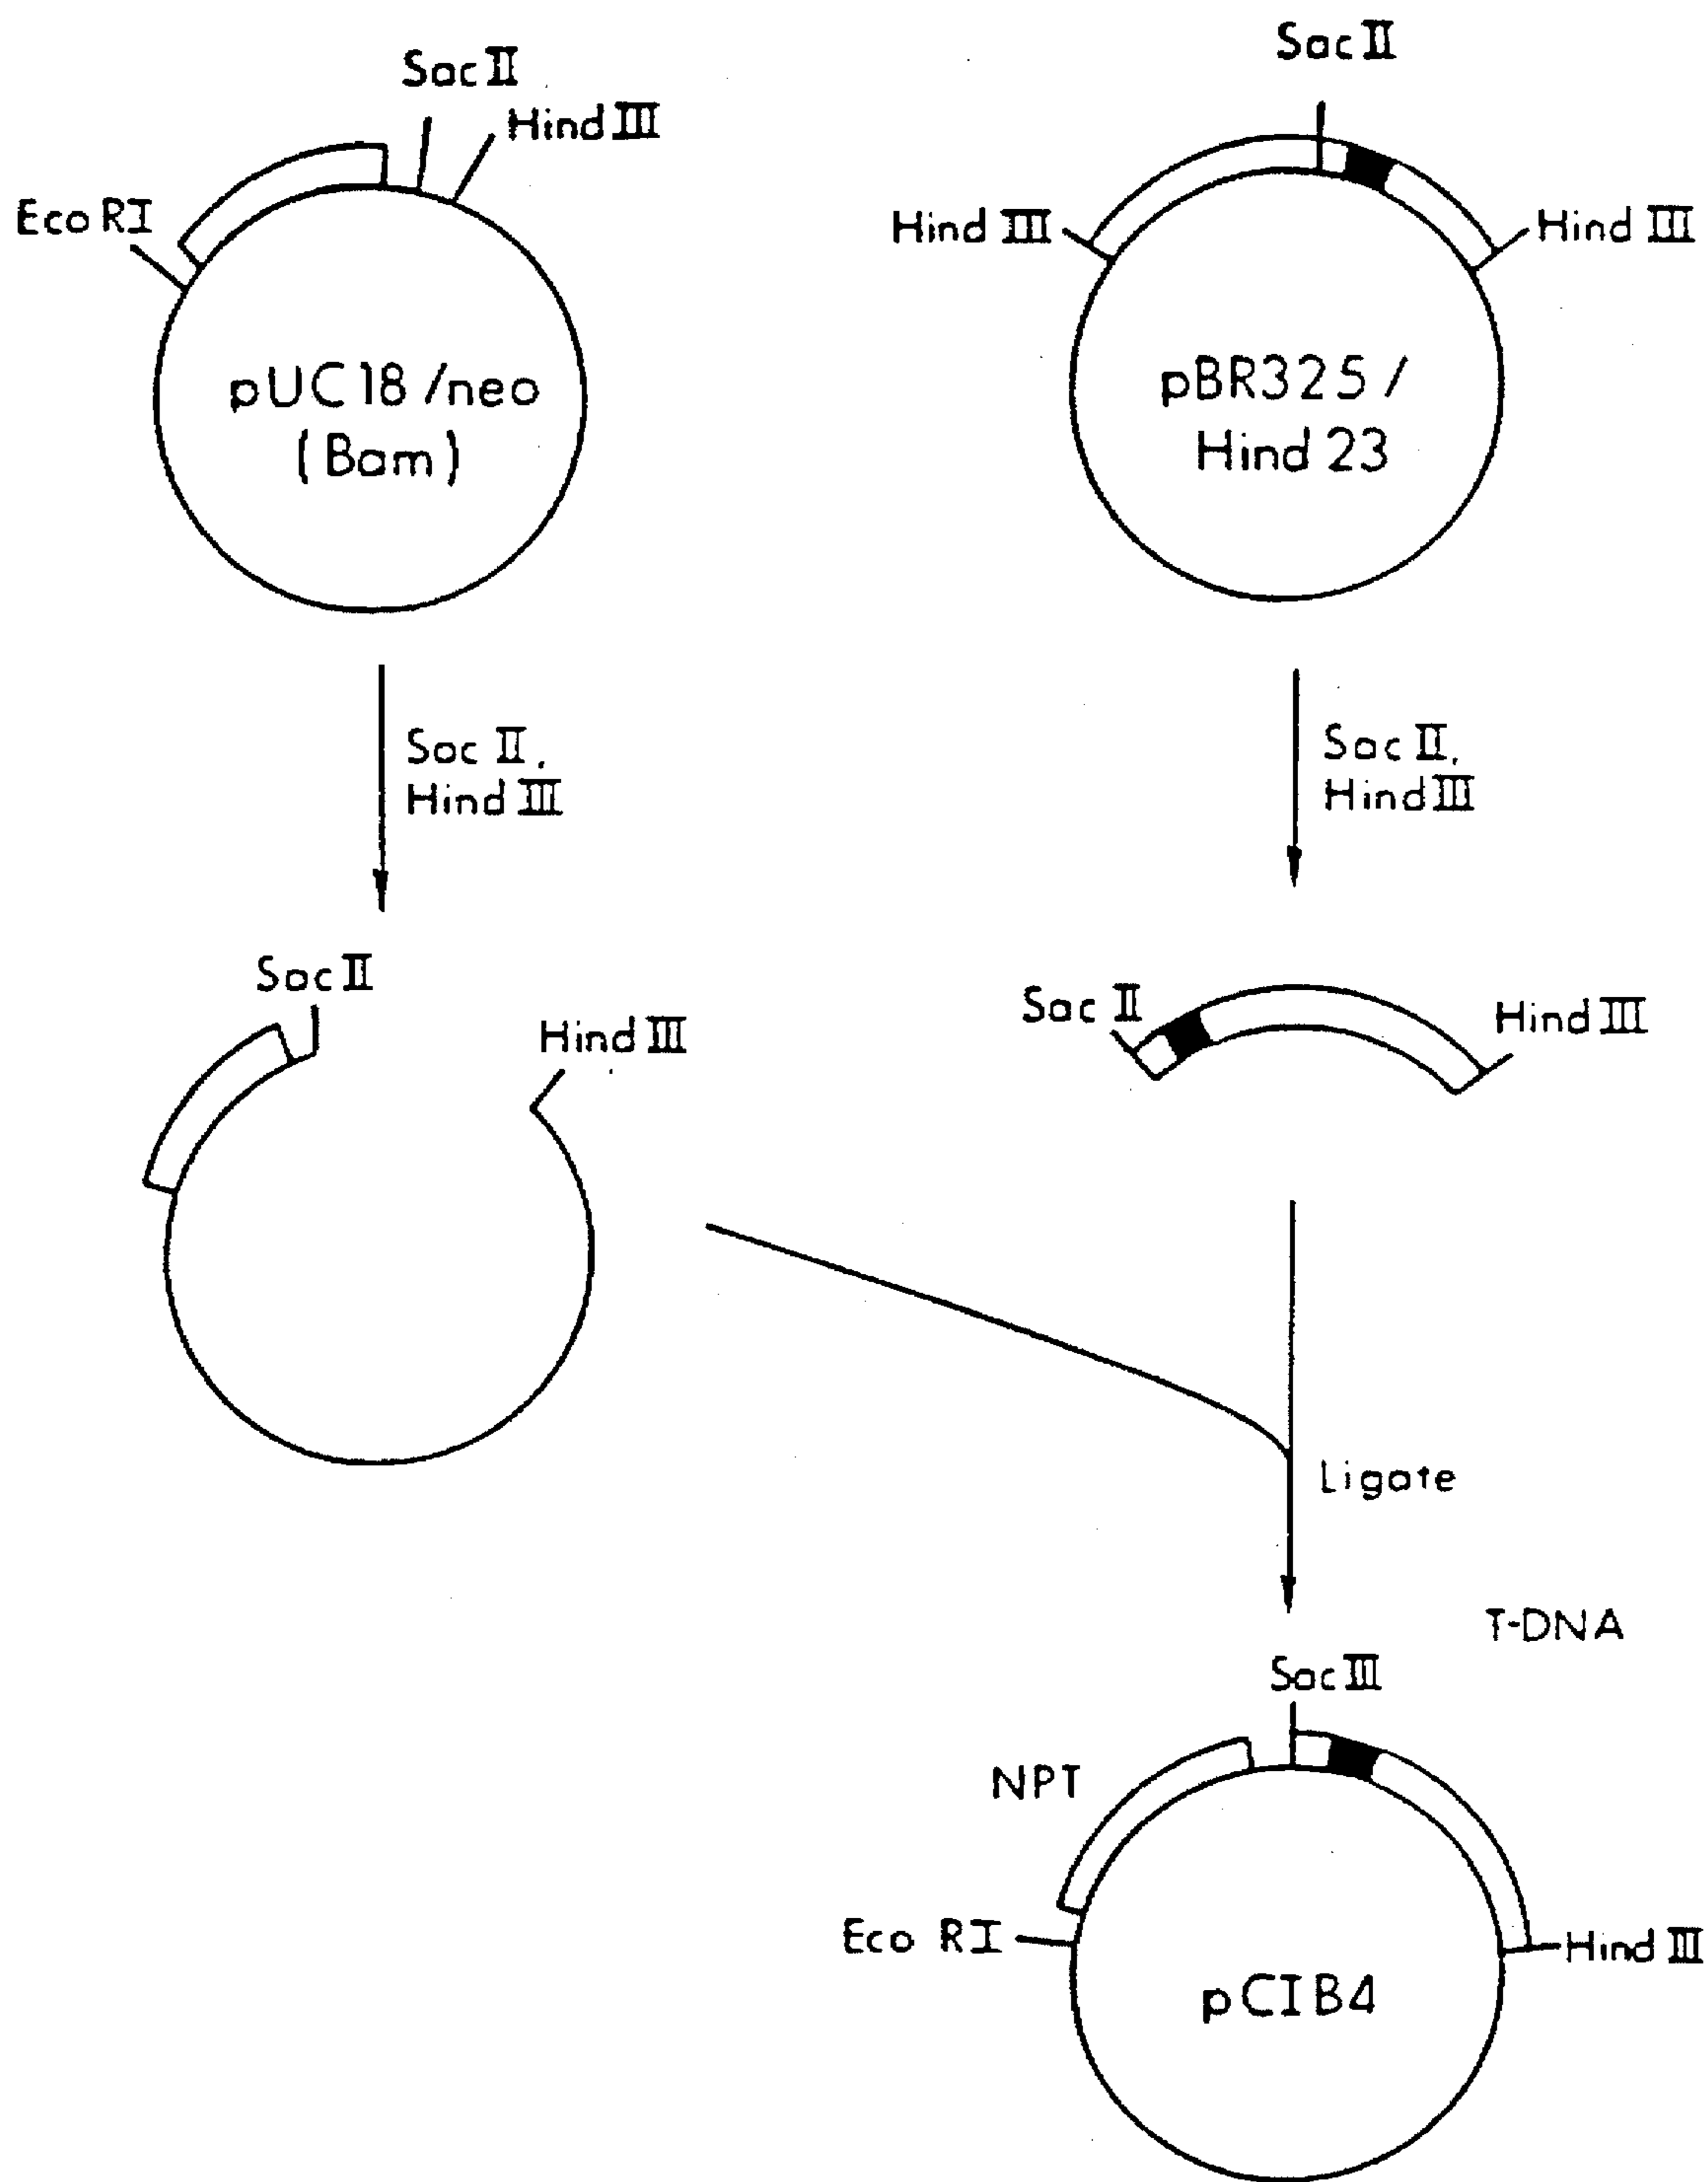 Sac II
Hind III
Eco RI
pUC18/neo
(Bam)
Sac II
Hind III
Hind III
pBR325/
Hind 23
Sac II,
Hind III
Sac II,
Hind III
Sac II
Hind III
Sac II
Hind III
Ligate
T-DNA
Sac III
NPT
Eco RI
Hind III
pCIB4